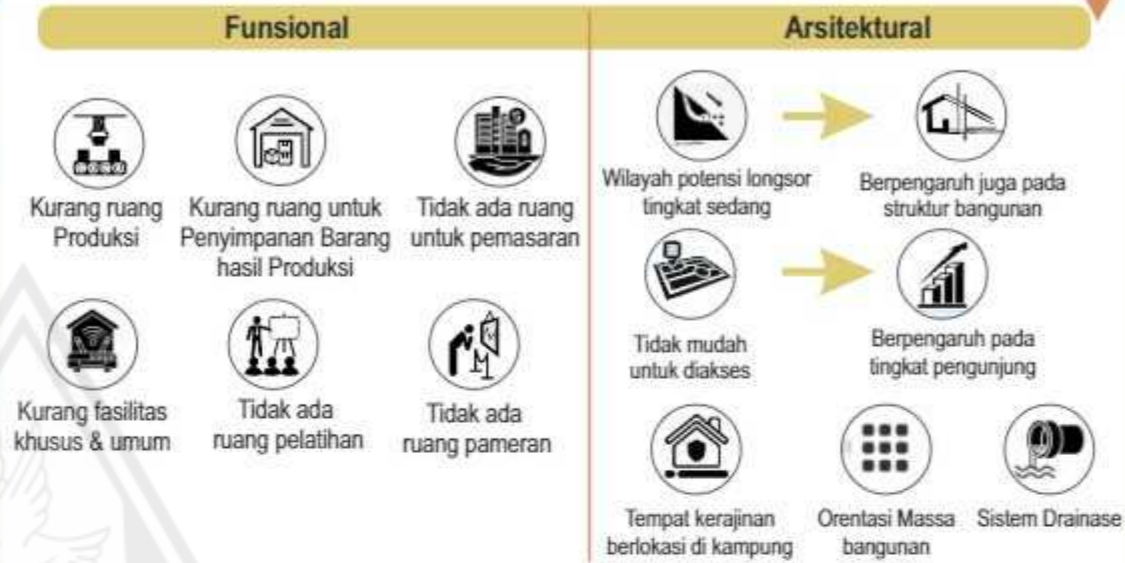 Funsional
Kurang ruang
Produksi
Kurang ruang untuk
Penyimpanan Barang
hasil Produksi
Tidak ada ruang
untuk pemasaran
Kurang fasilitas
khusus & umum
Tidak ada
ruang pelatihan
Tidak ada
ruang pameran
Arsitektural
Wilayah potensi longsor
tingkat sedang
Berpengaruh juga pada
struktur bangunan
Tidak mudah
untuk diakses
Berpengaruh pada
tingkat pengunjung
Tempat kerajinan
berlokasi di kampung
Orentasi Massa
bangunan
Sistem Drainase